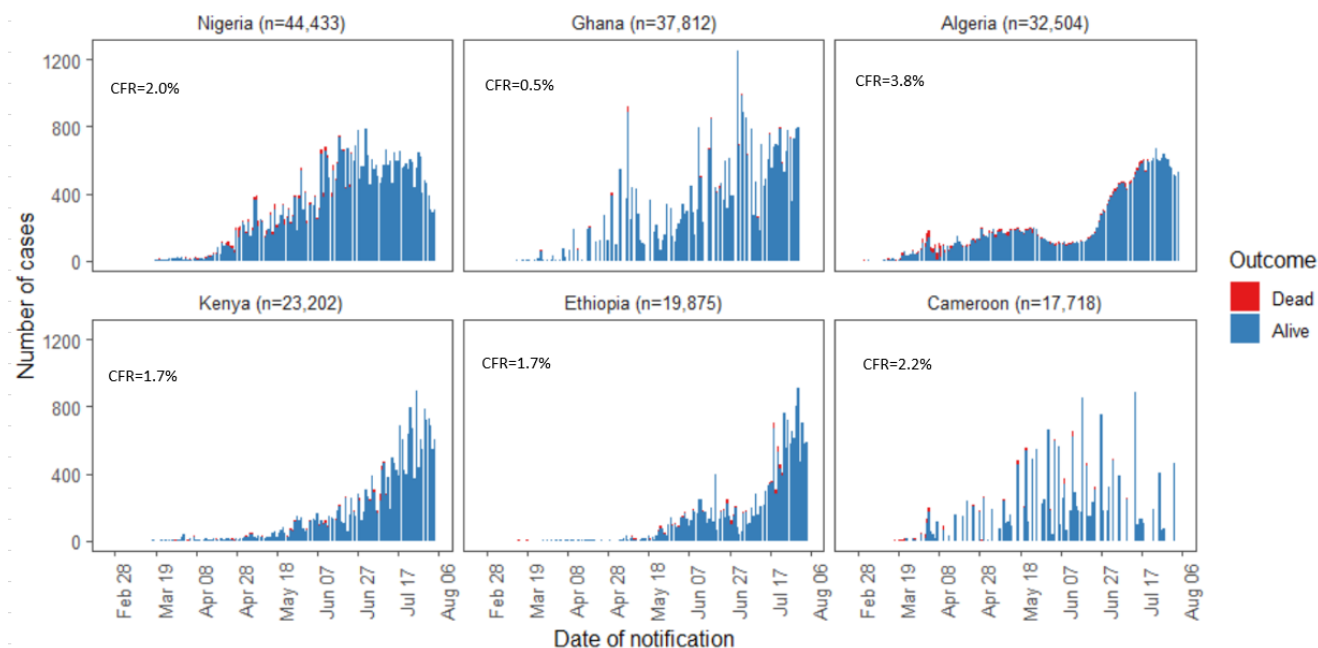 Nigeria (n=44,433)
Ghana (n=37,812)
Algeria (n=32,504)
1200
800
400
0
CFR=2.0%
CFR=0.5%
CFR=3.8%
Number of cases
Kenya (n=23,202)
Ethiopia (n=19,875)
Cameroon (n=17,718)
1200
800
400
0
CFR=1.7%
CFR=1.7%
CFR=2.2%
Outcome
Dead
Alive
Feb 28
Mar 19
Apr 08
Apr 28
May 18
Jun 07
Jun 27
Jul 17
Aug 06
Feb 28
Mar 19
Apr 08
Apr 28
May 18
Jun 07
Jun 27
Jul 17
Aug 06
Feb 28
Mar 19
Apr 08
Apr 28
May 18
Jun 07
Jun 27
Jul 17
Aug 06
Date of notification